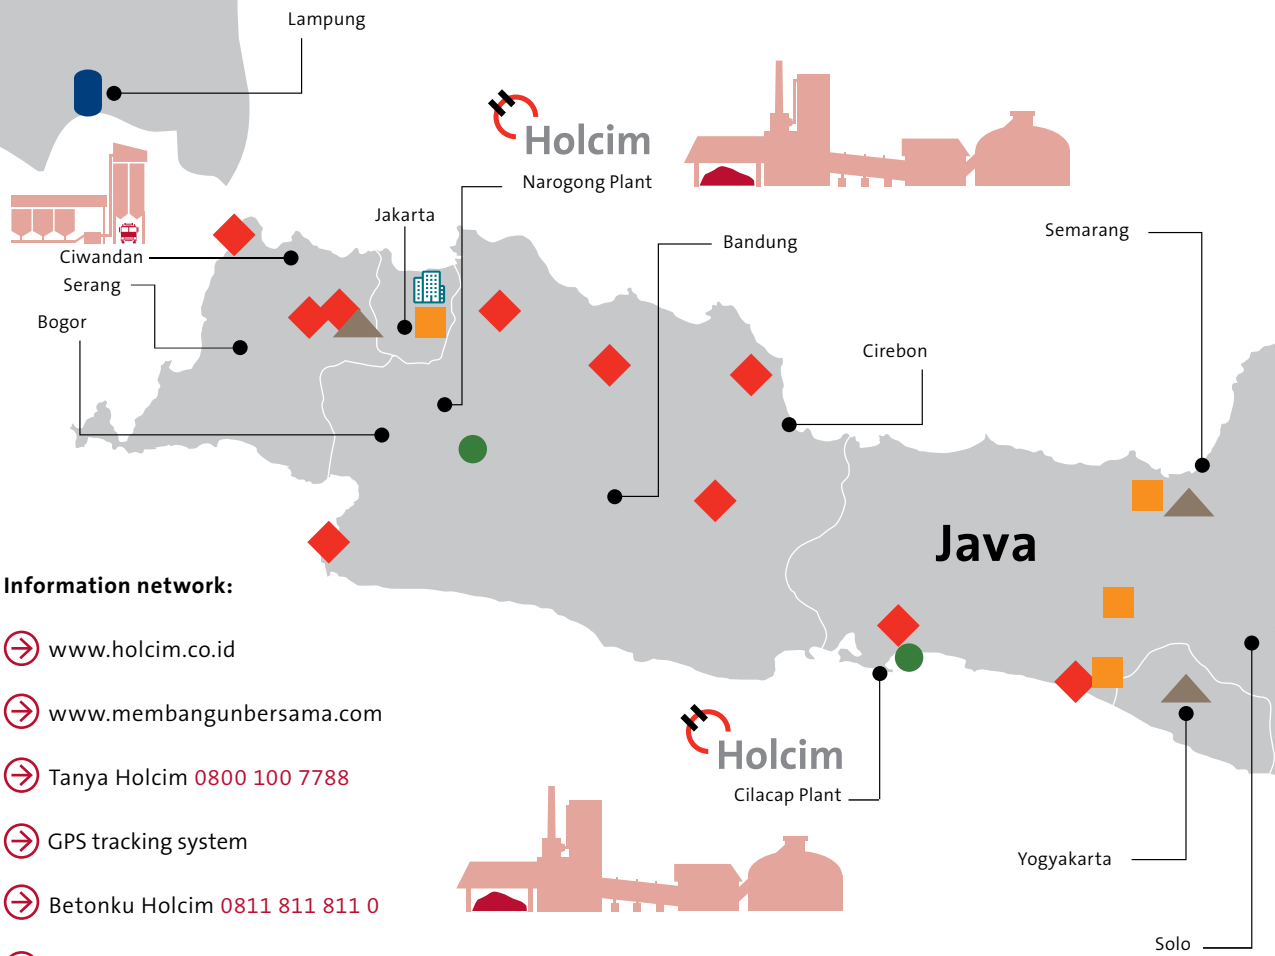 Lampung
Holcim
Narogong Plant
Jakarta
Semarang
Bandung
Ciwandan
Serang
Bogor
Cirebon
Java
Information network:
www.holcim.co.id
www.membangunbersama.com
Tanya Holcim 0800 100 7788
GPS tracking system
Betonku Holcim 0811 811 811 0
Holcim
Cilacap Plant
Yogyakarta
Solo